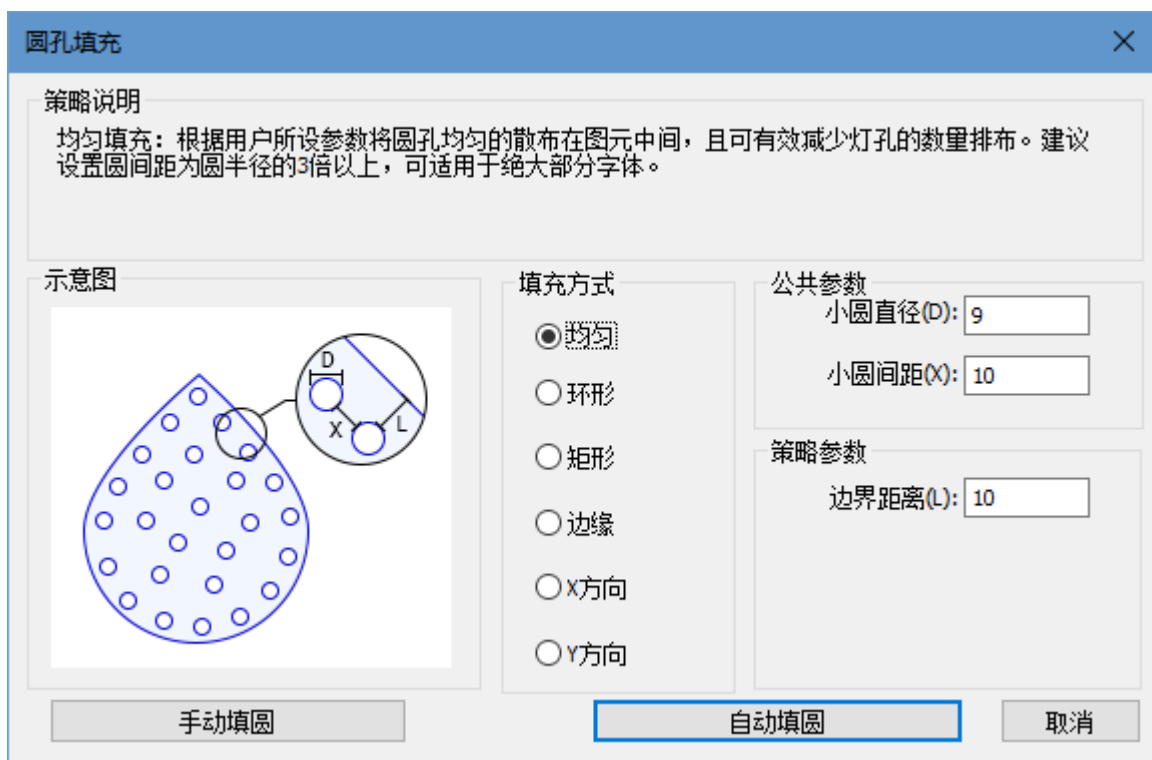 圆孔填充
策略说明
均匀填充：根据用户所设参数将圆孔均匀的散布在图元中间，且可有效减少灯孔的数量排布。建议
设置圆间距为圆半径的3倍以上，可适用于绝大部分字体。
示意图
D
X
L
填充方式
均匀
环形
矩形
边缘
X方向
Y方向
公共参数
小圆直径(D): 9
小圆间距(X): 10
策略参数
边界距离(L): 10
手动填圆
自动填圆
取消